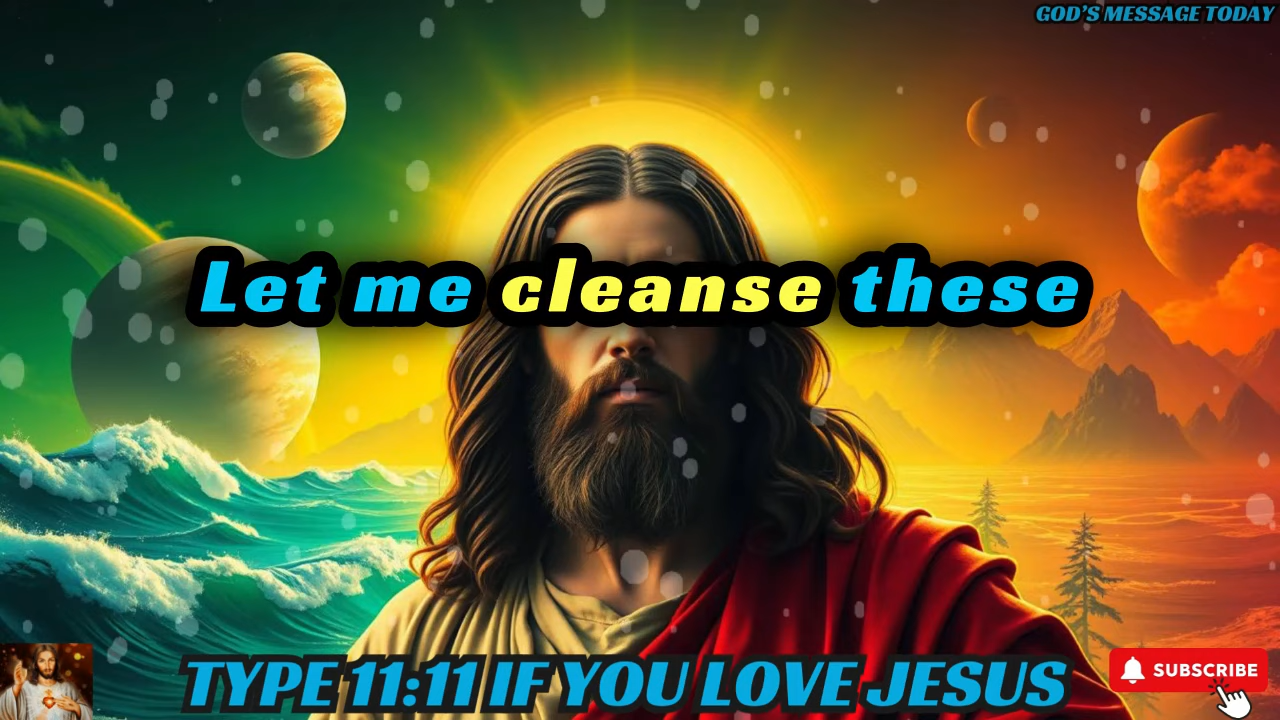 GOD'S MESSAGE TODAY
Let me cleanse these
TYPE 11:11 IF YOU LOVE JESUS
SUBSCRIBE